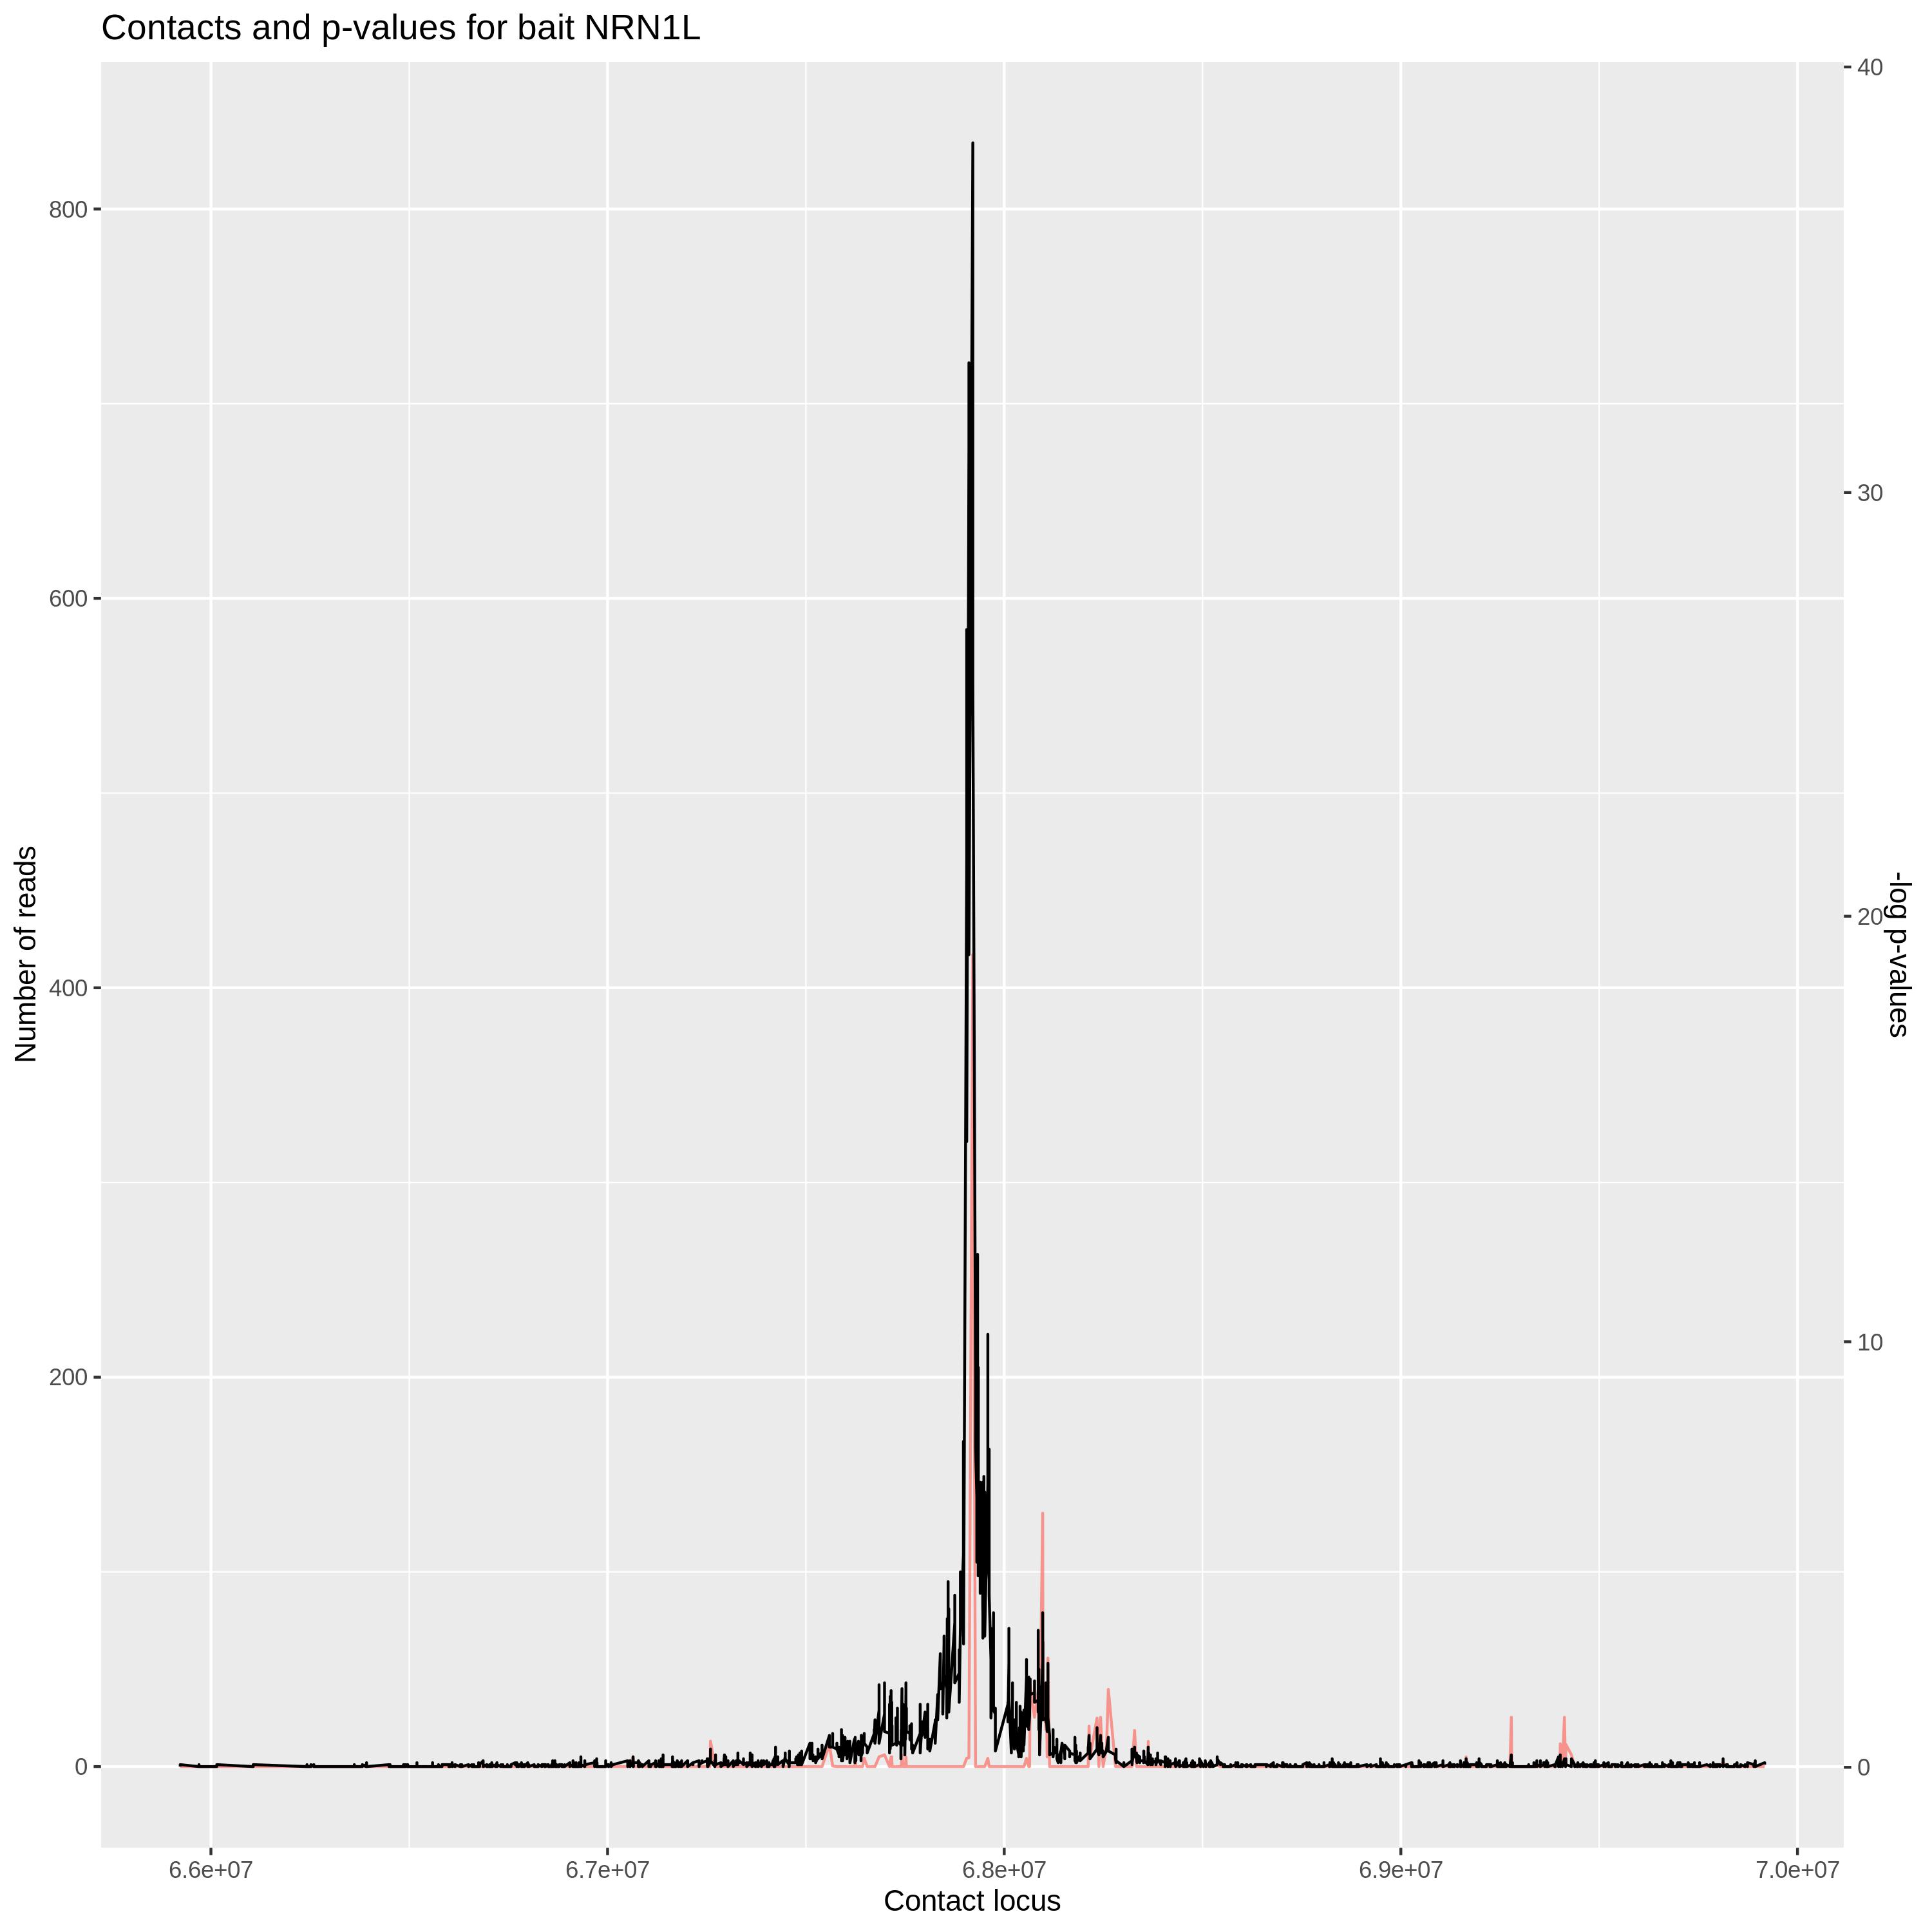 Contacts and p-values for bait NRN1L
40
800
30
600
Number of reads
20
-log p-values
400
10
200
0
0
6.6e+07
6.7e+07
6.8e+07
6.9e+07
7.0e+07
Contact locus